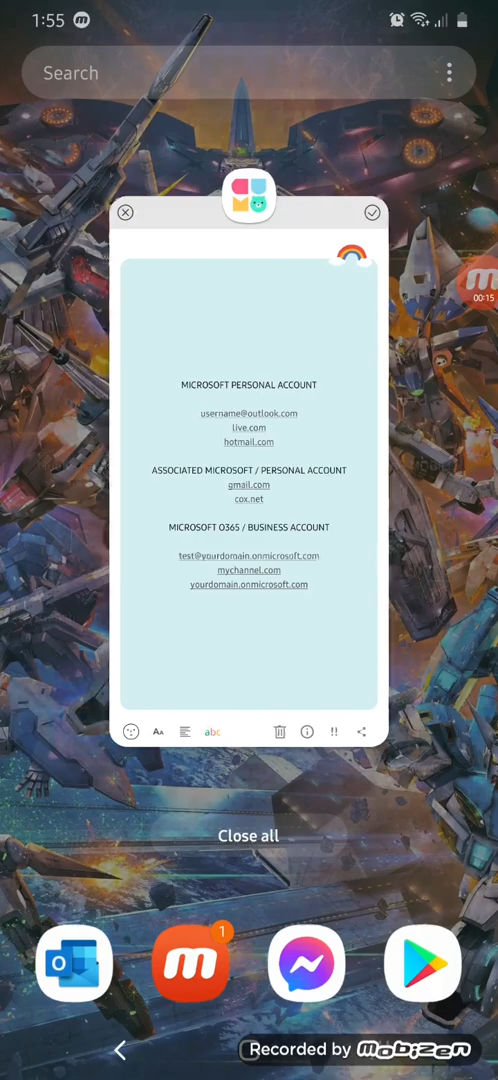 1:55
Search
00:15
MICROSOFT PERSONAL ACCOUNT
username@outlook.com
live.com
hotmail.com
ASSOCIATED MICROSOFT / PERSONAL ACCOUNT
gmail.com
cox.net
MICROSOFT O365 / BUSINESS ACCOUNT
test@yourdomain.onmicrosoft.com
mychannel.com
yourdomain.onmicrosoft.com
AA
abc
!!
Close all
1
Recorded by mobizen